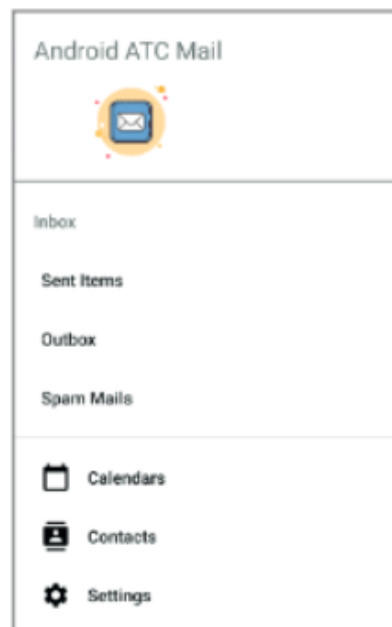 Android ATC Mail
Inbox
Sent Items
Outbox
Spam Mails
Calendars
Contacts
Settings